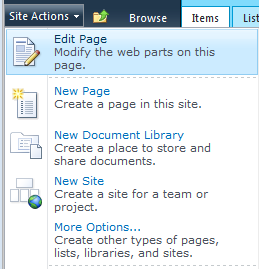 Site Actions Browse Items
Edit Page
Modify the web parts on this
page.
New Page
Create a page in this site.
New Document Library
Create a place to store and
share documents.
New Site
Create a site for a team or
project.
More Options...
Create other types of pages,
lists, libraries, and sites.